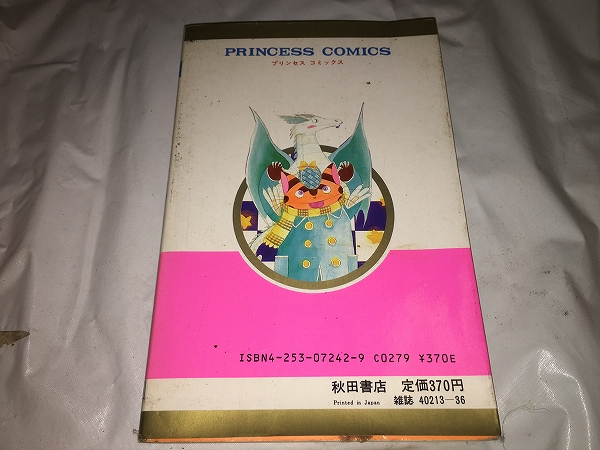 PRINCESS COMICS
プリンセス コミックス
ISBN4-253-07242-9 C0279 ¥370E
秋田書店 定価370円
Printed in Japan 雑誌 40213-36